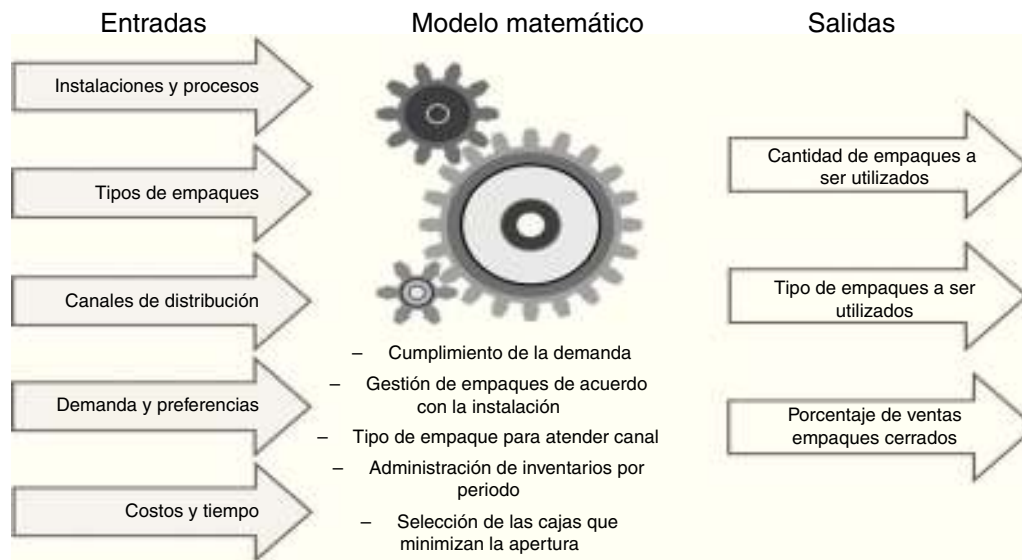 Entradas
Instalaciones y procesos
Tipos de empaques
Canales de distribución
Demanda y preferencias
Costos y tiempo
Modelo matemático
– Cumplimiento de la demanda
– Gestión de empaques de acuerdo
con la instalación
– Tipo de empaque para atender canal
– Administración de inventarios por
periodo
– Selección de las cajas que
minimizan la apertura
Salidas
Cantidad de empaques a
ser utilizados
Tipo de empaques a ser
utilizados
Porcentaje de ventas
empaques cerrados